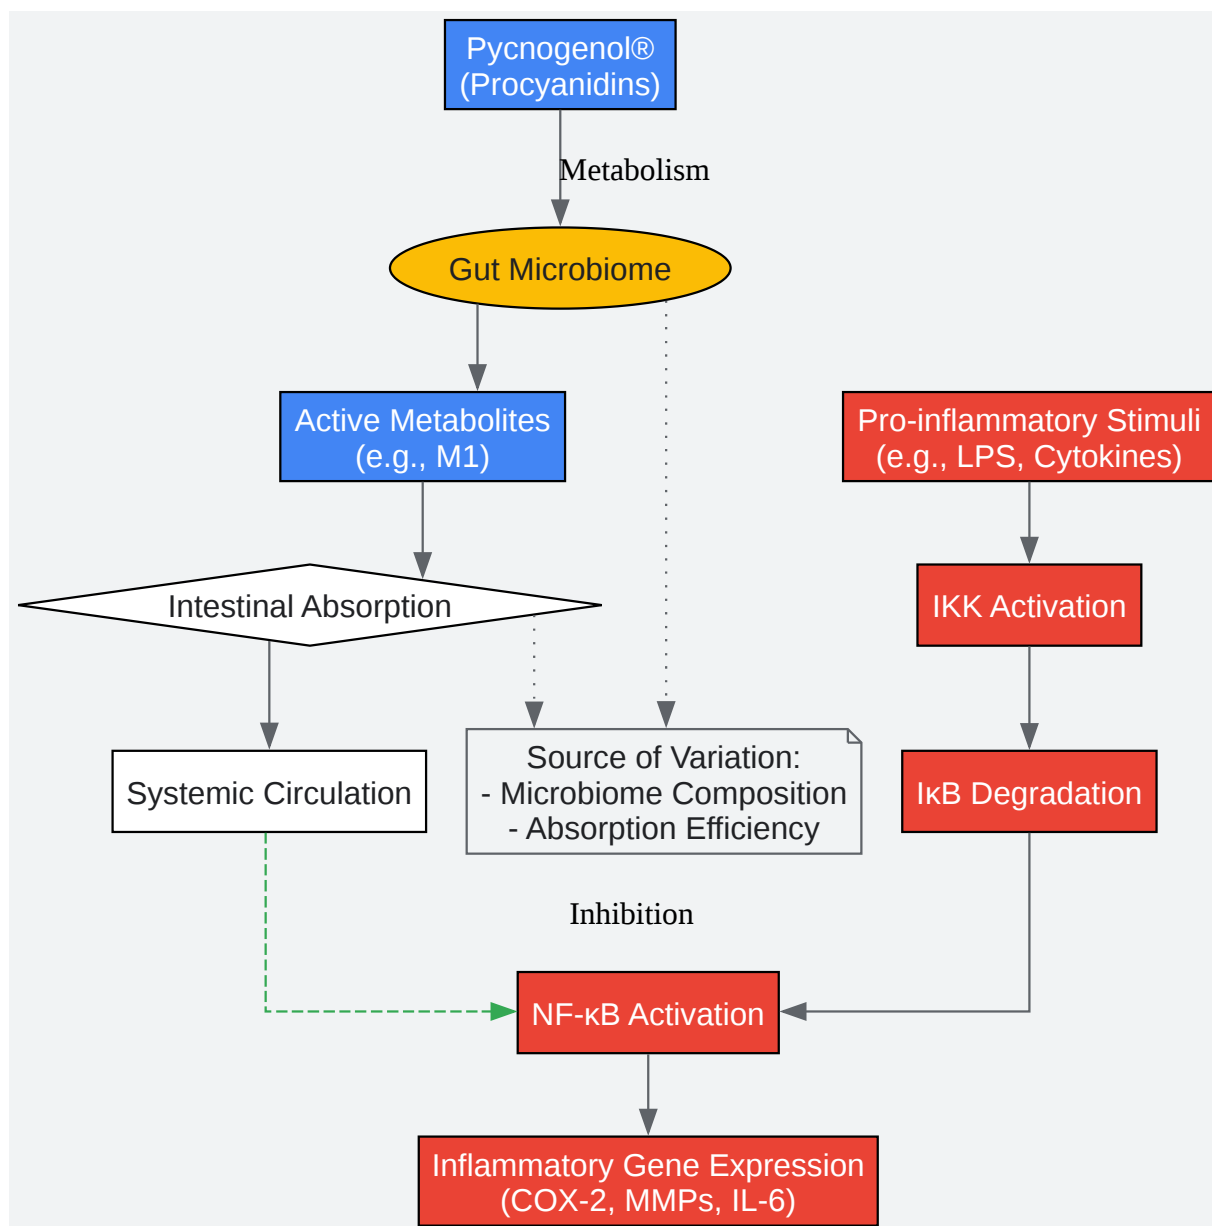 Pycnogenol®
(Procyanidins)
Metabolism
Gut Microbiome
Active Metabolites
(e.g., M1)
Pro-inflammatory Stimuli
(e.g., LPS, Cytokines)
Intestinal Absorption
IKK Activation
Systemic Circulation
Source of Variation:
- Microbiome Composition
- Absorption Efficiency
IκB Degradation
Inhibition
NF-κB Activation
Inflammatory Gene Expression
(COX-2, MMPs, IL-6)